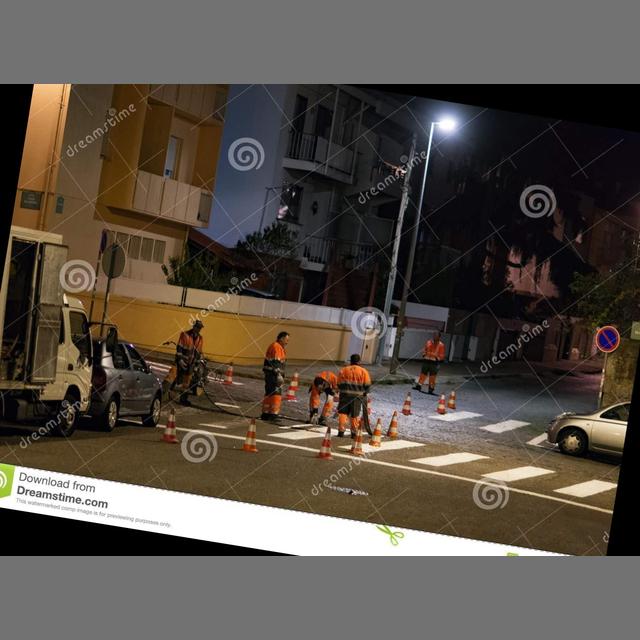 dreamstime
dreamstime
dreamstime
dreamstime
dreamstime
dreamstime
dreamstime
Download from
Dreamstime.com
This watermarked comp image is for previewing purposes only.